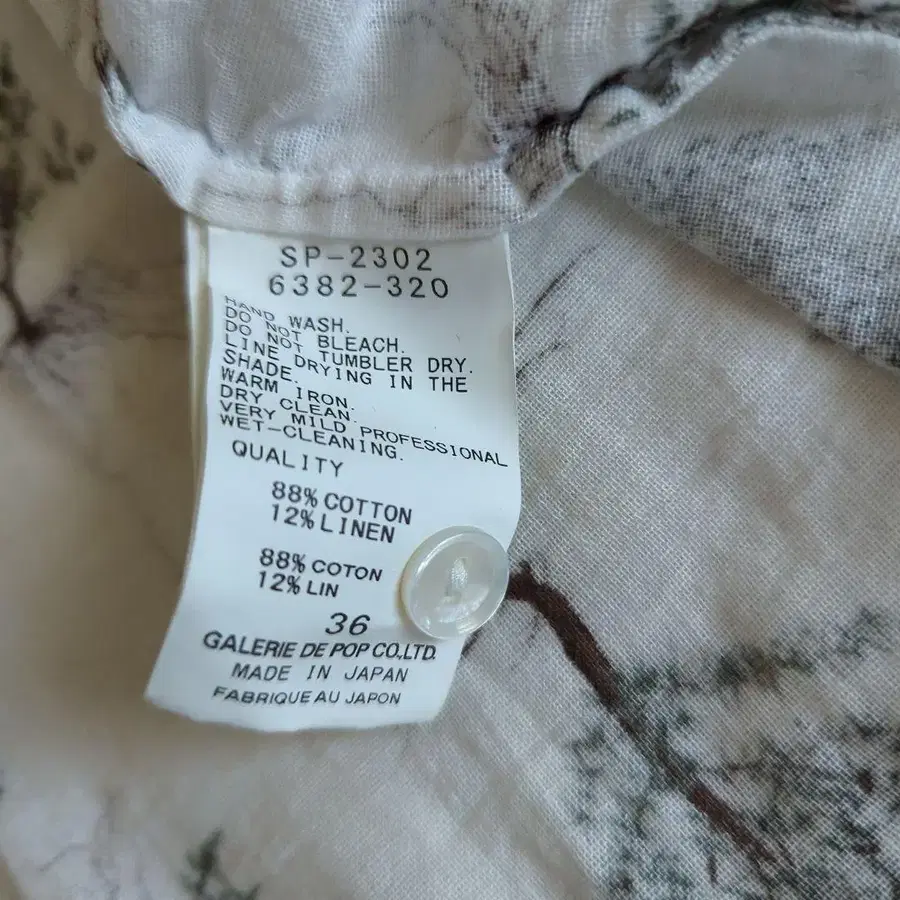 SP-2302
6382-320
HAND WASH.
DO NOT BLEACH.
DO NOT TUMBLER DRY.
LINE DRYING IN THE
SHADE.
WARM IRON.
DRY CLEAN.
VERY MILD PROFESSIONAL
WET-CLEANING.
QUALITY
88% COTTON
12% LINEN
88% COTON
12% LIN
36
GALERIE DE POP CO.,LTD.
MADE IN JAPAN
FABRIQUE AU JAPON